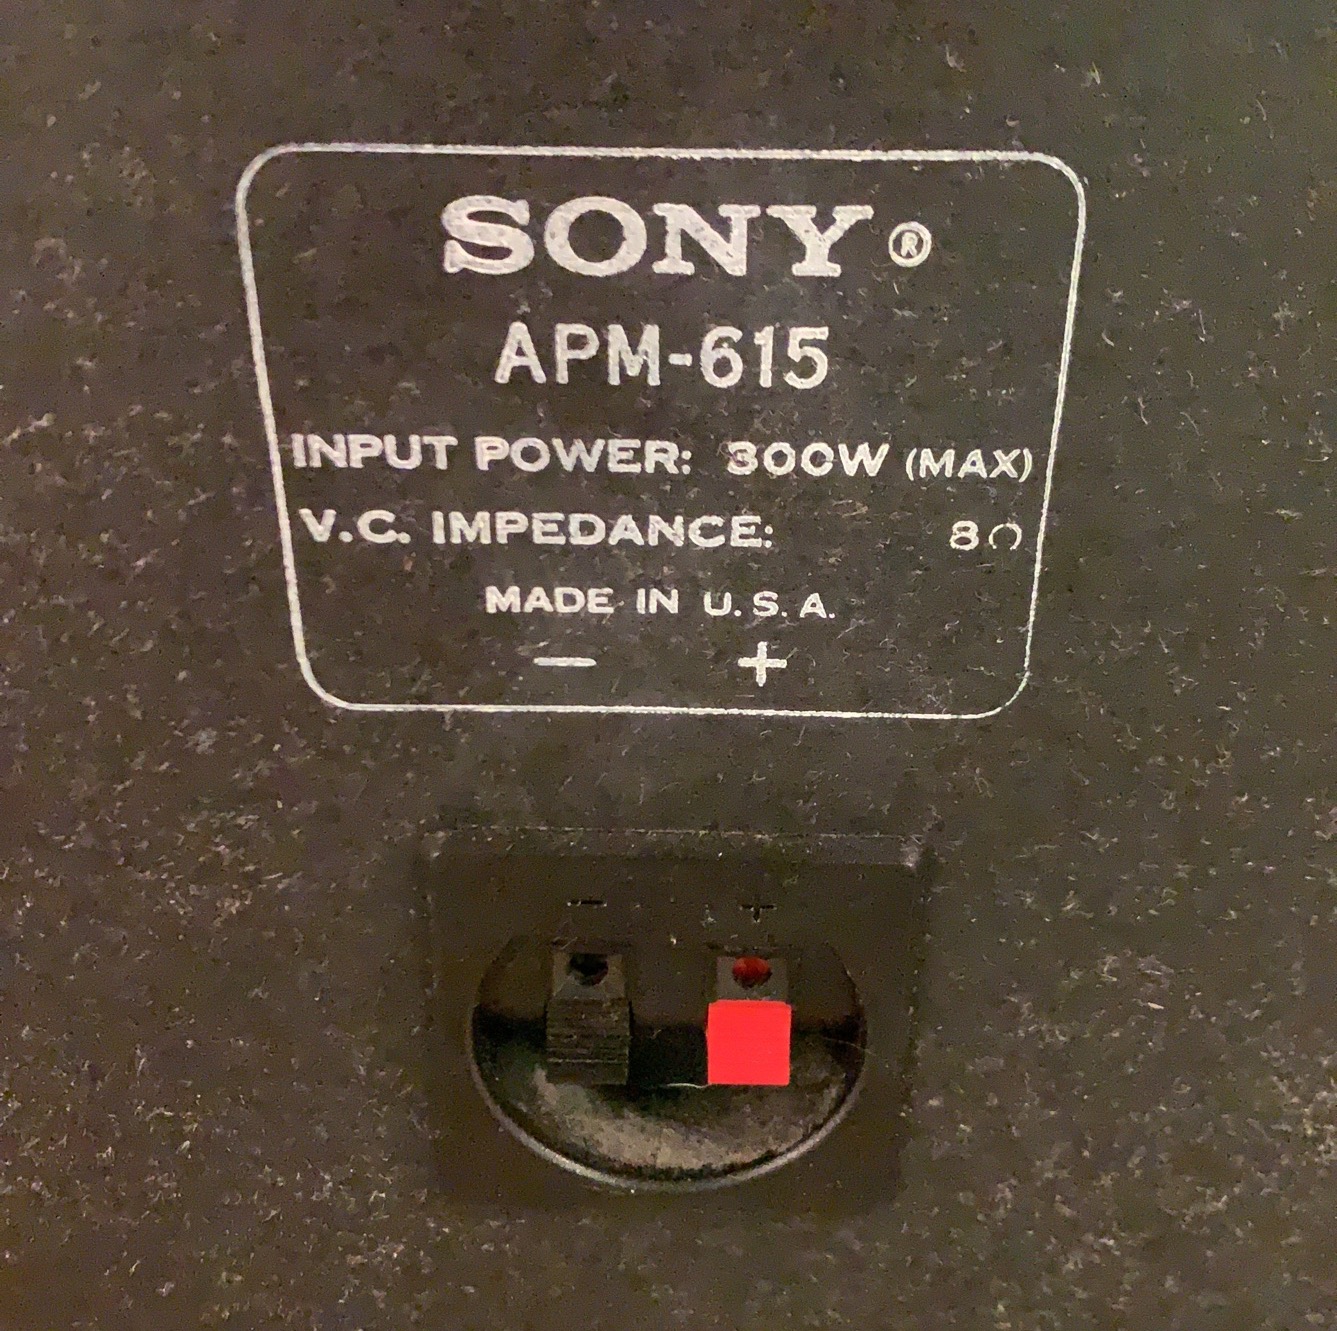 SONY®
APM-615
INPUT POWER: 300W (MAX)
V.C. IMPEDANCE: 8Ω
MADE IN U.S.A.
− +
− +